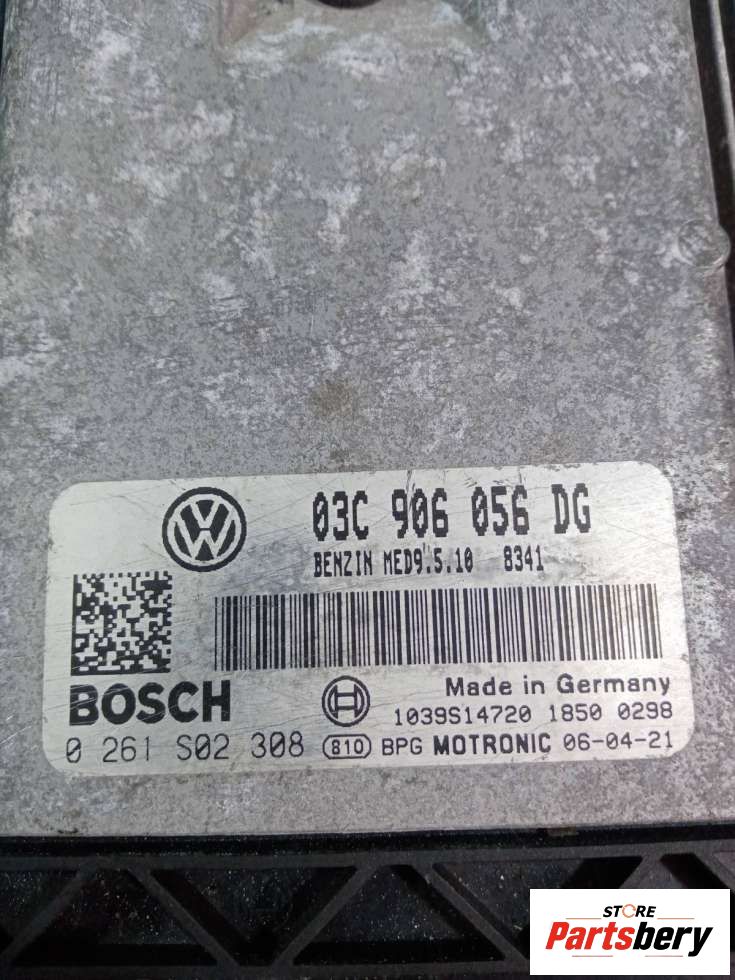 03C 906 056 DG
BENZIN MED9.5.10 8341
BOSCH
Made in Germany
1039S14720 1850 0298
0 261 S02 308 810 BPG MOTRONIC 06-04-21
STORE
Partsbery